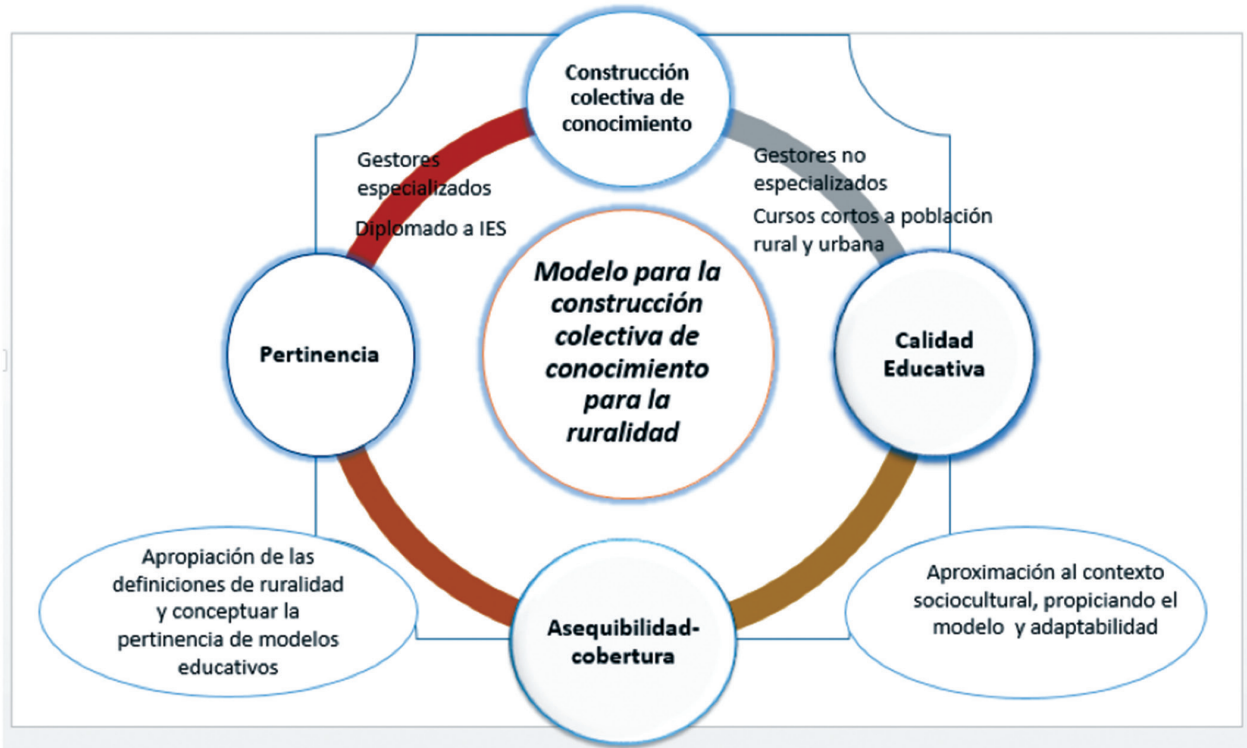 Construcción
colectiva de
conocimiento
Gestores
especializados
Diplomado a IES
Gestores no
especializados
Cursos cortos a población
rural y urbana
Modelo para la
construcción
colectiva de
conocimiento
para la
ruralidad
Pertinencia
Calidad
Educativa
Apropiación de las
definiciones de ruralidad
y conceptuar la
pertinencia de modelos
educativos
Asequibilidad-
cobertura
Aproximación al contexto
sociocultural, propiciando el
modelo y adaptabilidad